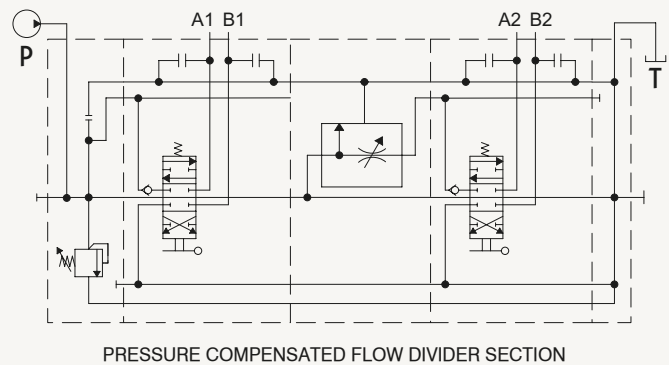 A1 B1 A2 B2
P
T
PRESSURE COMPENSATED FLOW DIVIDER SECTION